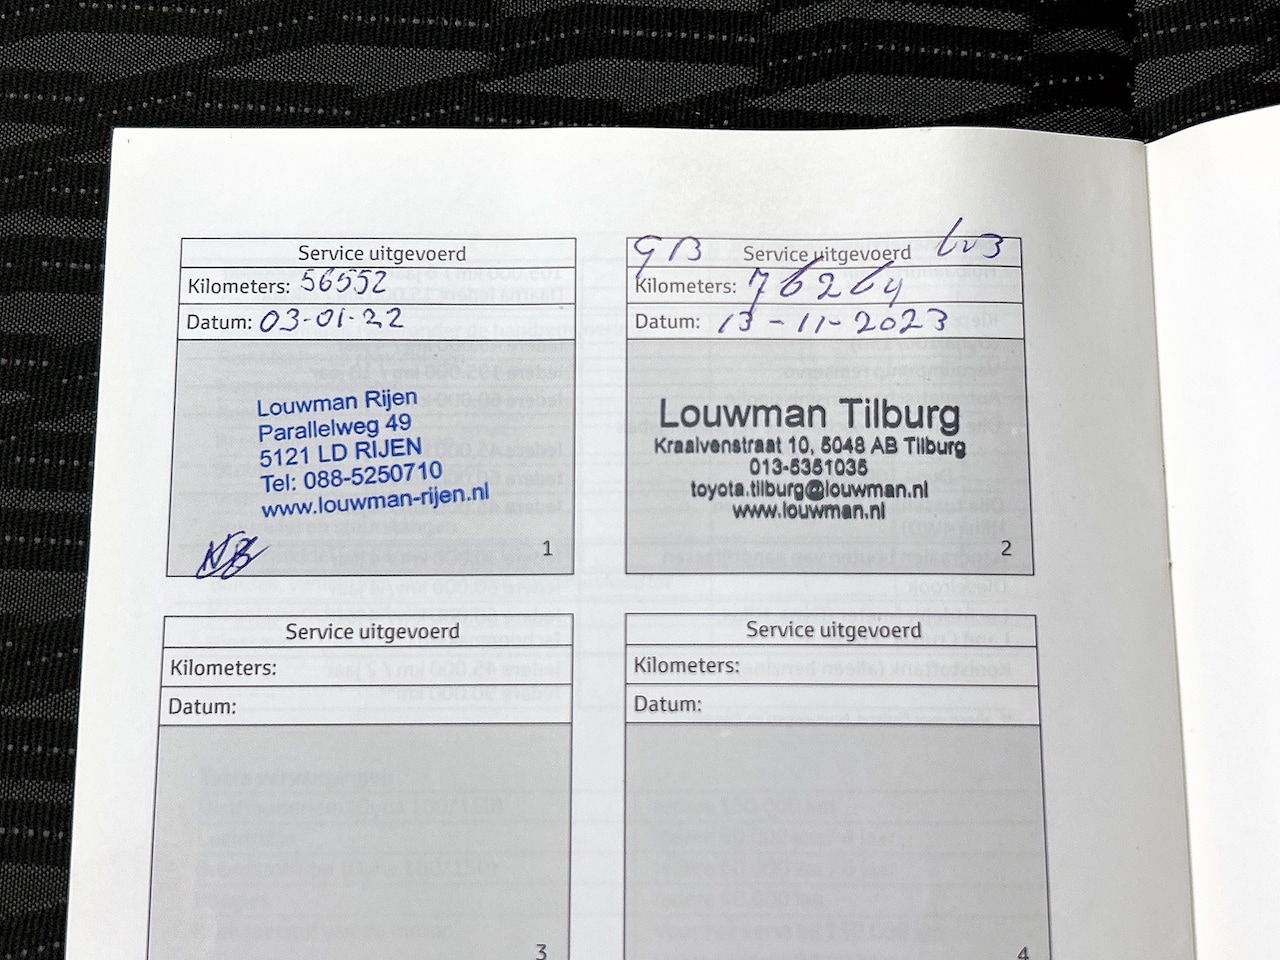 Service uitgevoerd
Kilometers: 56552
Datum: 03-01-22
Louwman Rijen
Parallelweg 49
5121 LD RIJEN
Tel: 088-5250710
www.louwman-rijen.nl
1
GB Service uitgevoerd
Kilometers: 76264
Datum: 13-11-2023
Louwman Tilburg
Kraaivenstraat 10, 5048 AB Tilburg
013-5351035
toyota.tilburg@louwman.nl
www.louwman.nl
2
Service uitgevoerd
Kilometers:
Datum:
3
Service uitgevoerd
Kilometers:
Datum:
4